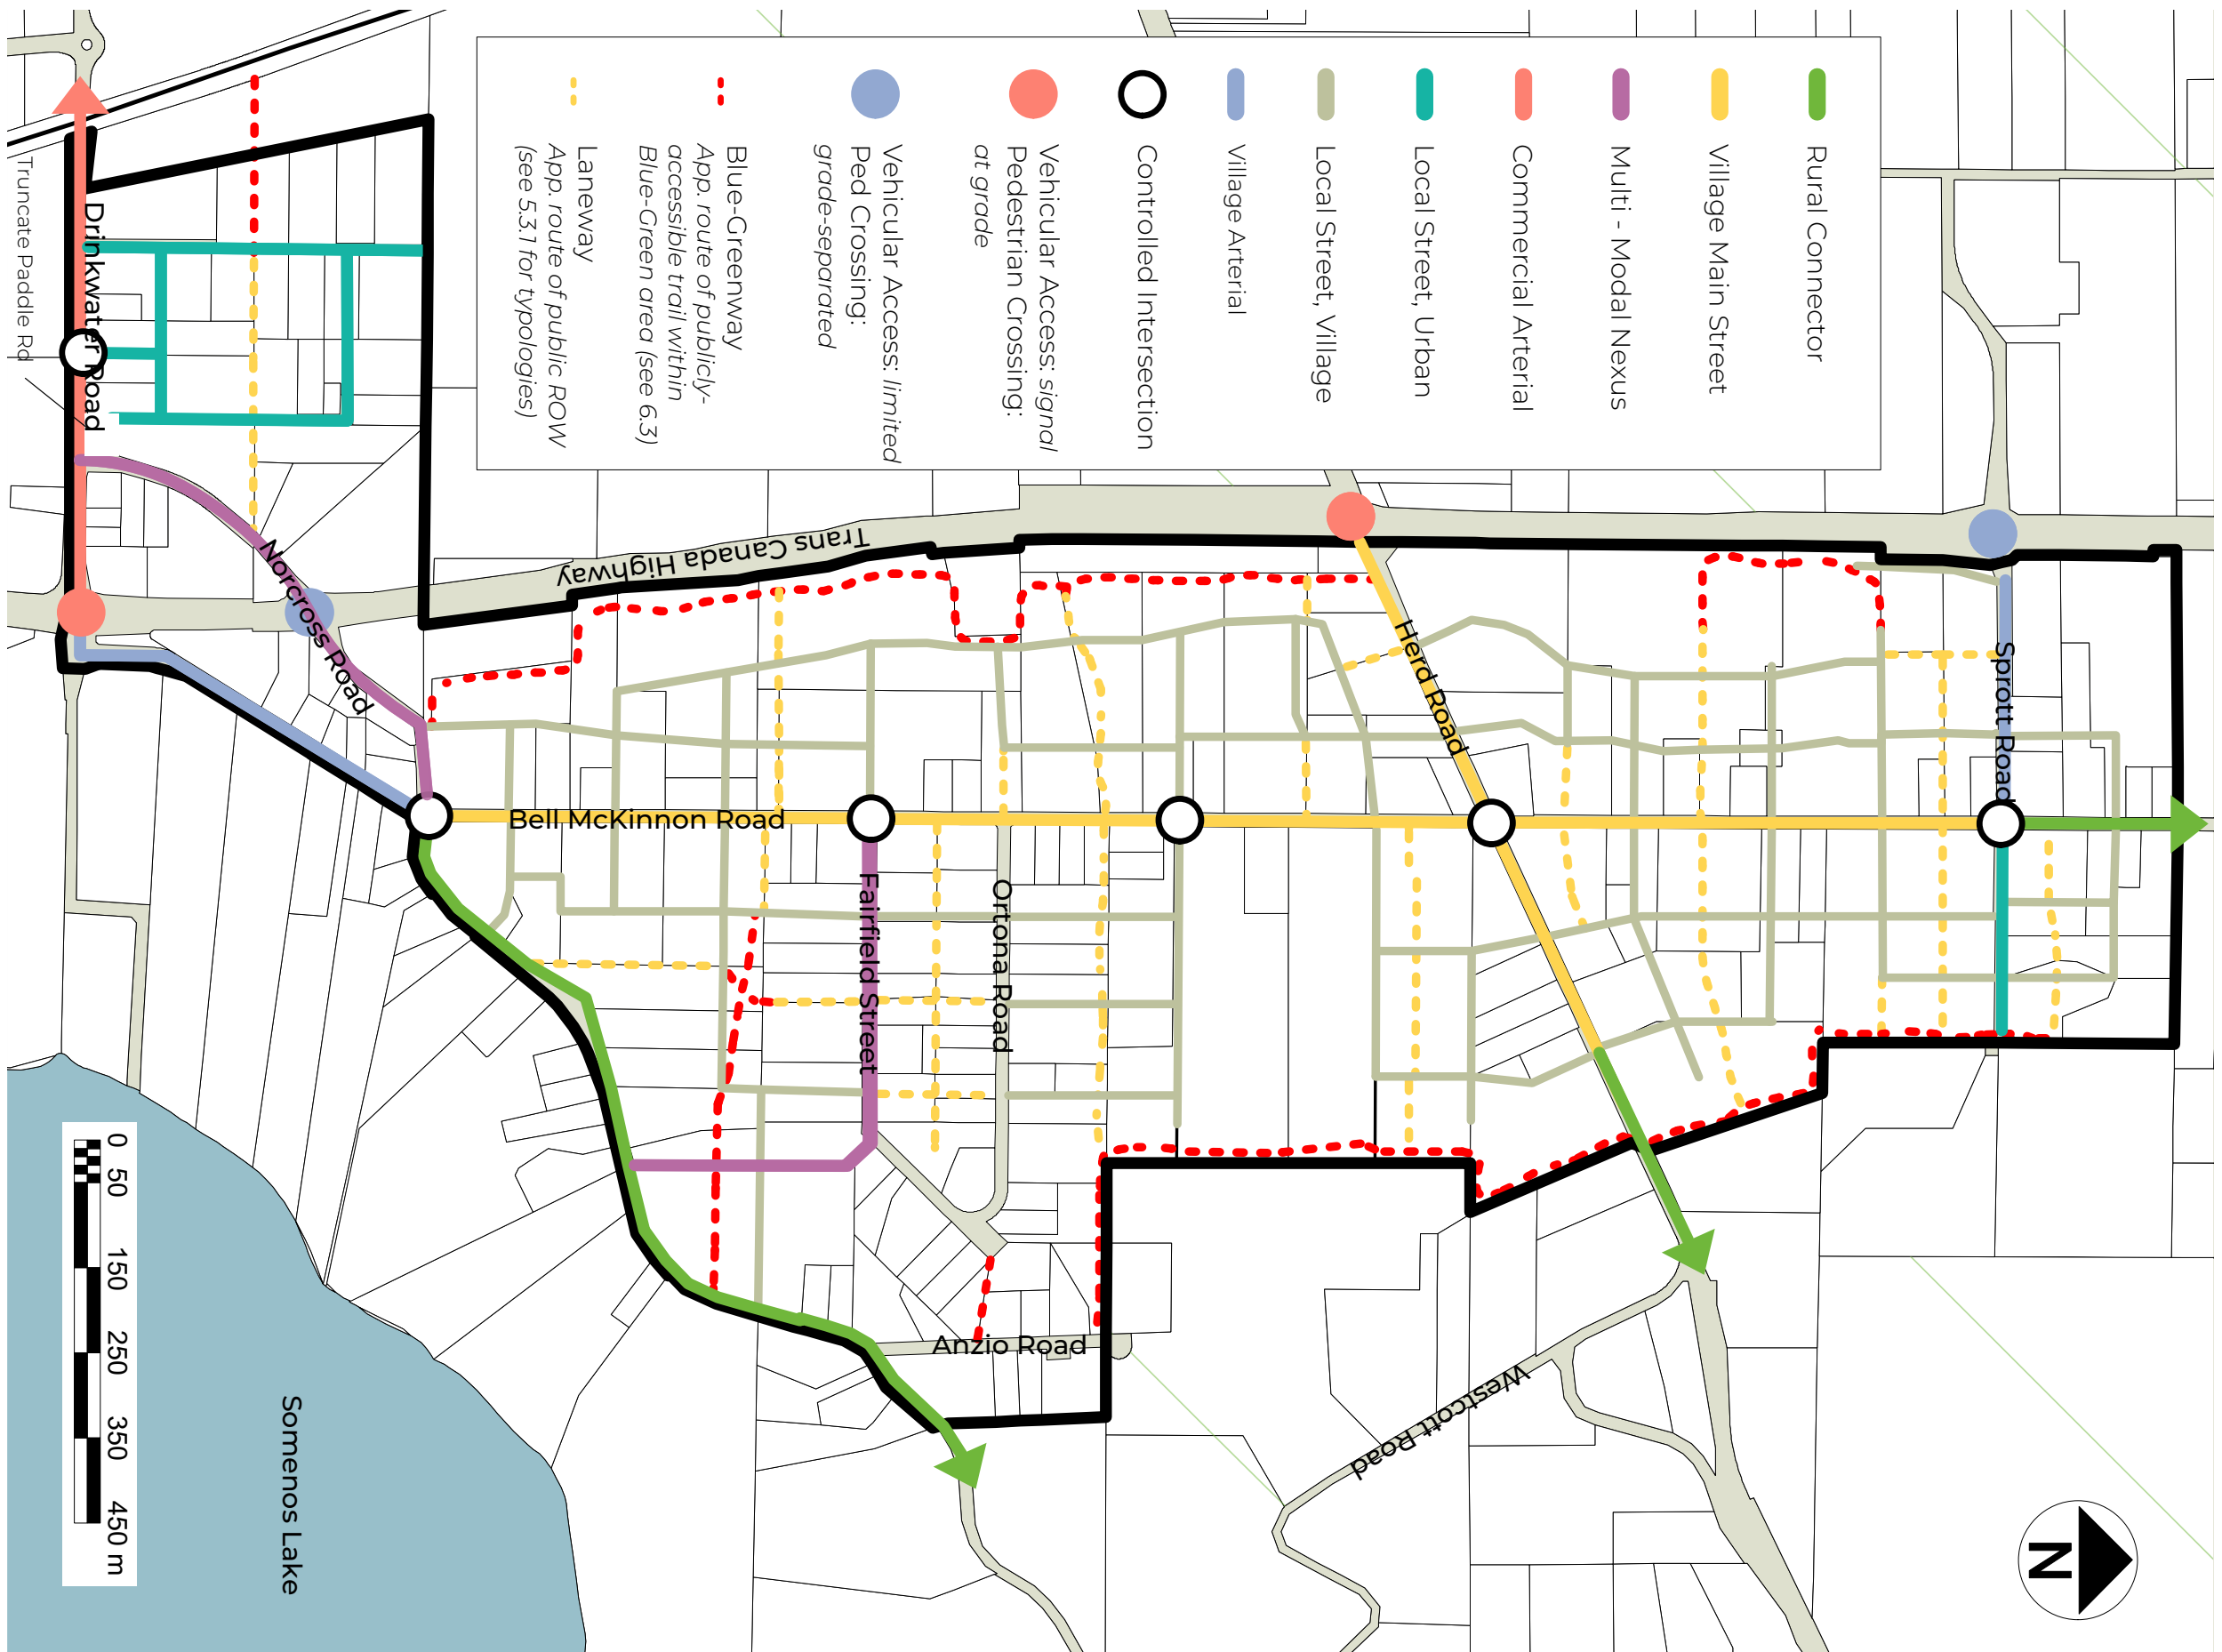 Rural Connector
Village Main Street
Multi - Modal Nexus
Commercial Arterial
Local Street, Urban
Local Street, Village
Village Arterial
Controlled Intersection
Vehicular Access: signal
Pedestrian Crossing:
at grade
Vehicular Access: limited
Ped Crossing:
grade-separated
Blue-Greenway
App. route of publicly-
accessible trail within
Blue-Green area (see 6.3)
Laneway
App. route of public ROW
(see 5.3.1 for typologies)
Truncate Paddle Rd
Drinkwater Road
Norcross Road
Trans Canada Highway
Herd Road
Sprott Road
Bell McKinnon Road
Fairfield Street
Ortona Road
Anzio Road
Westcott Road
Somenos Lake
0 50 150 250 350 450 m
N